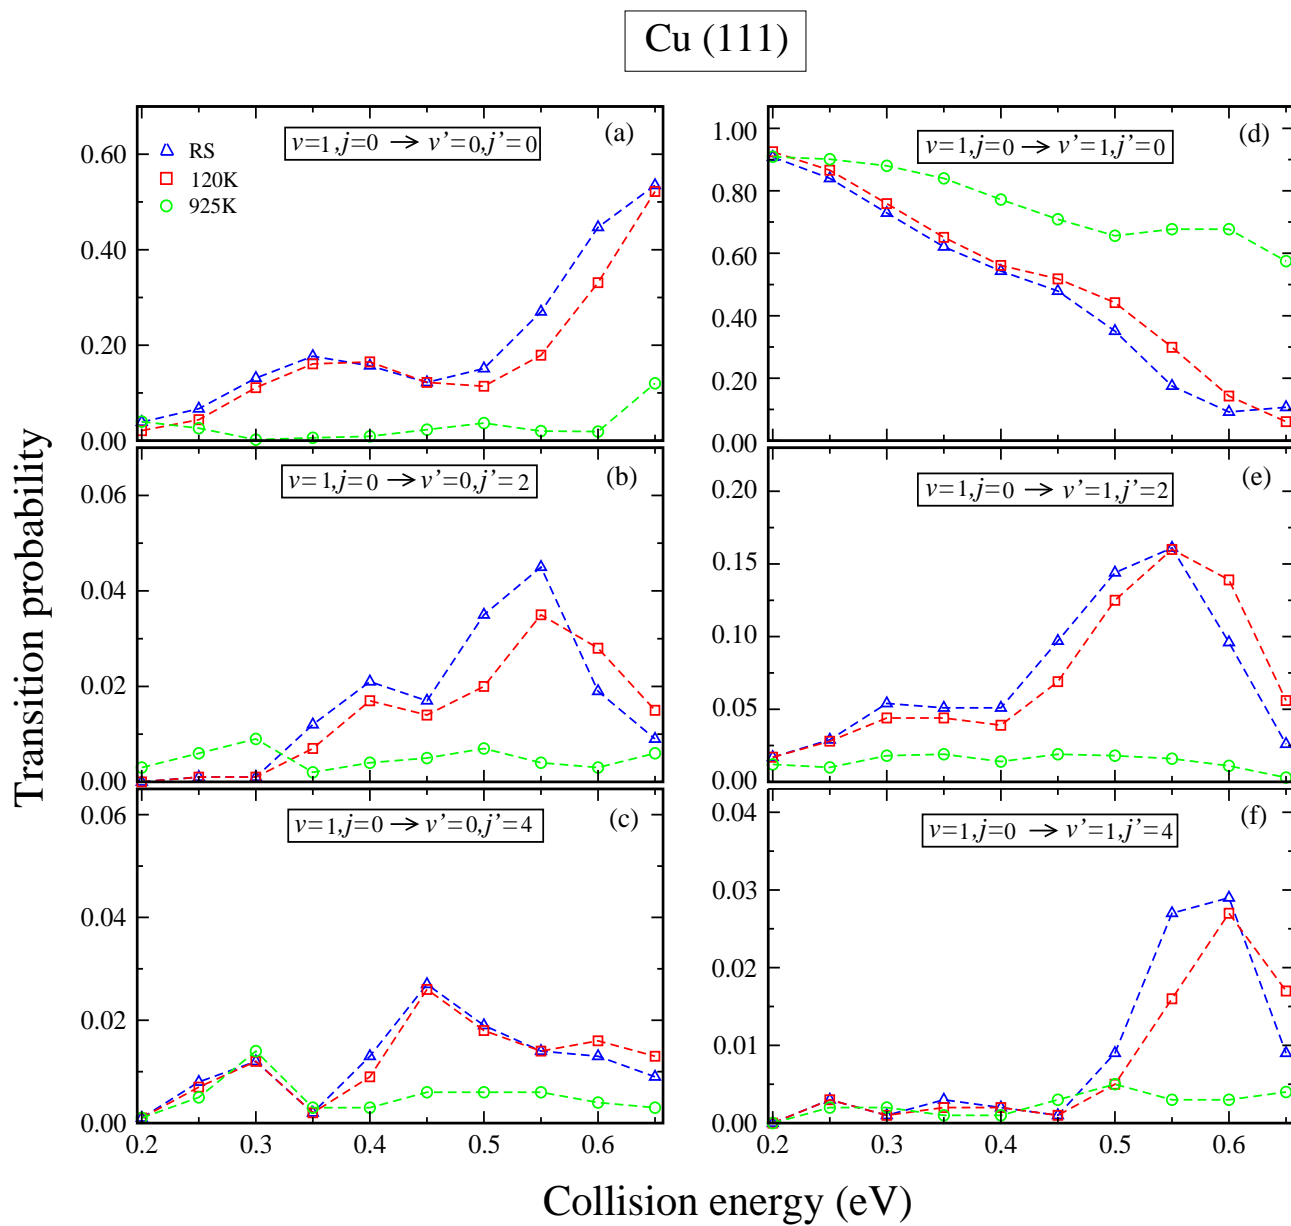 Cu (111)
(a)
v=1,j=0 → v'=0,j'=0
0.60
0.40
0.20
0.00
RS
120K
925K
(d)
v=1,j=0 → v'=1,j'=0
1.00
0.80
0.60
0.40
0.20
0.00
(b)
v=1,j=0 → v'=0,j'=2
0.06
0.04
0.02
0.00
(e)
v=1,j=0 → v'=1,j'=2
0.20
0.15
0.10
0.05
0.00
(c)
v=1,j=0 → v'=0,j'=4
0.06
0.04
0.02
0.00
0.2 0.3 0.4 0.5 0.6
(f)
v=1,j=0 → v'=1,j'=4
0.04
0.03
0.02
0.01
0.00
0.2 0.3 0.4 0.5 0.6
Transition probability
Collision energy (eV)